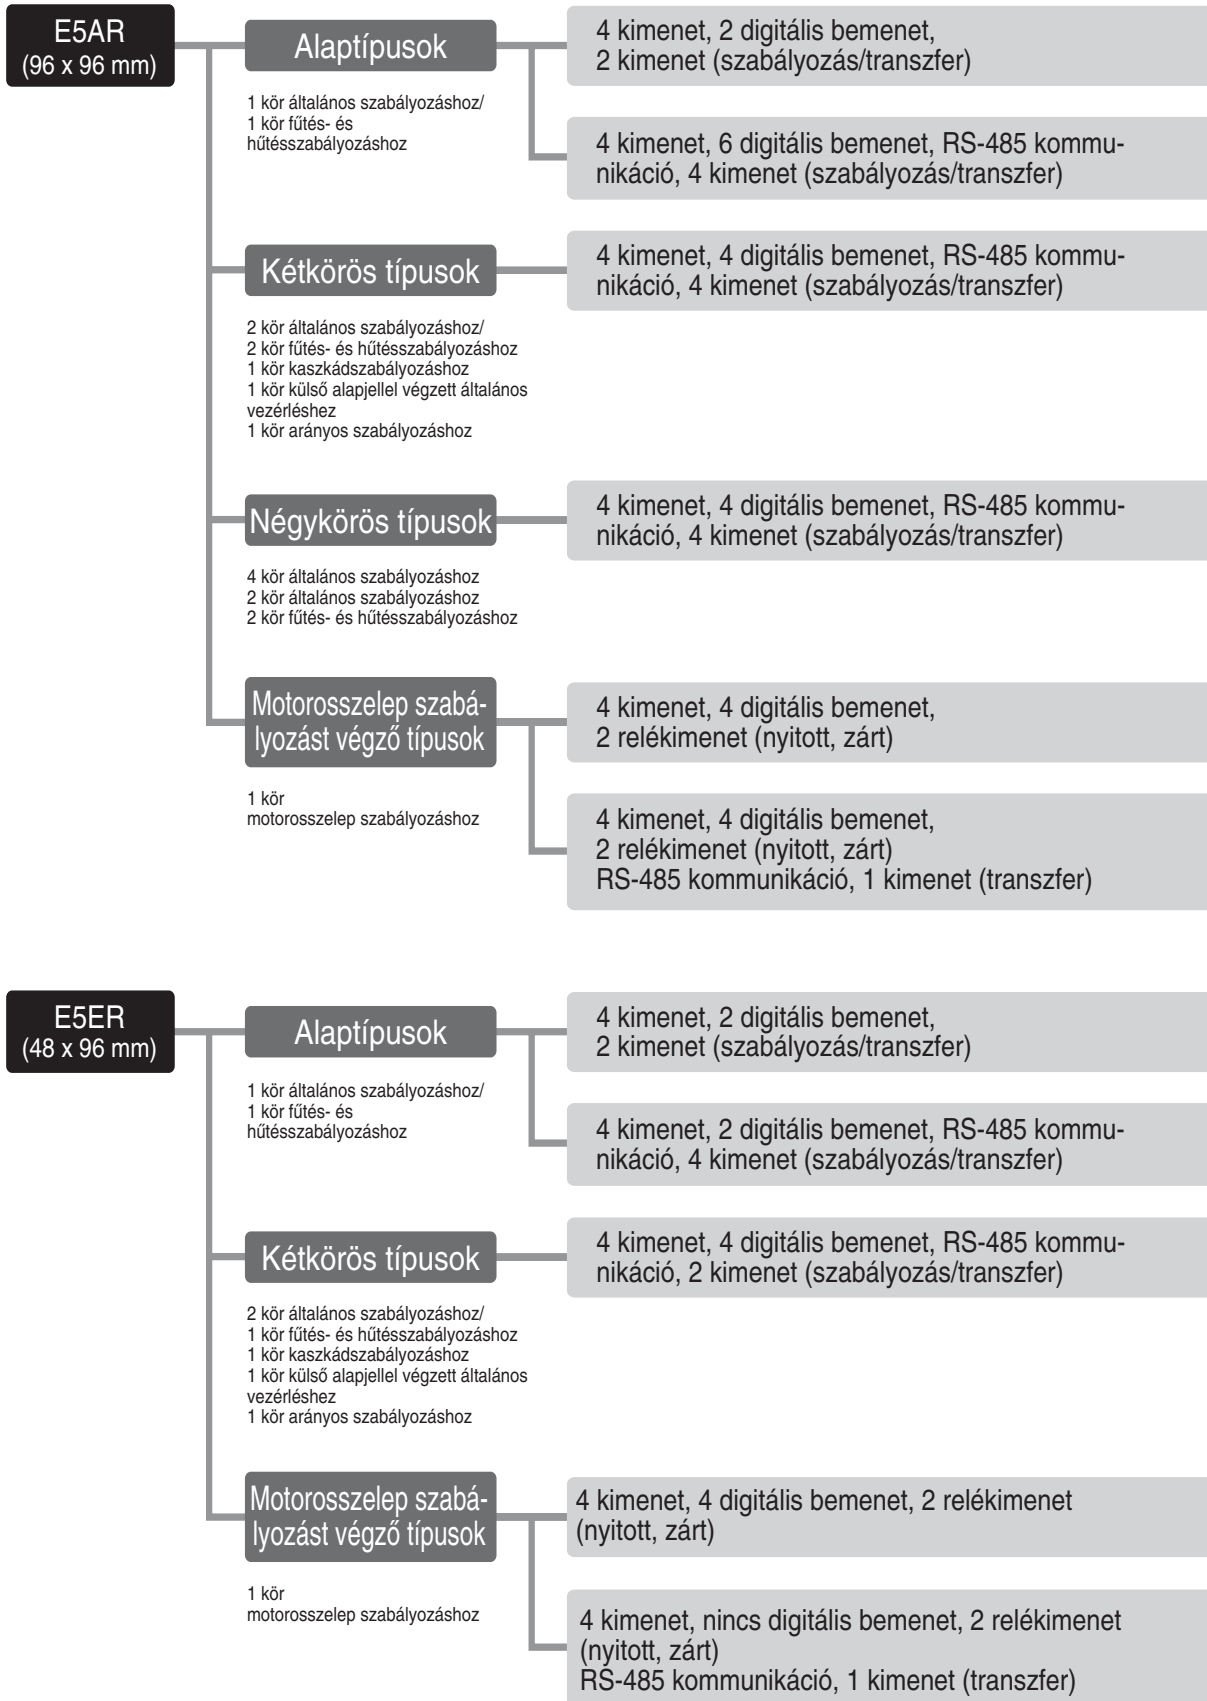 E5AR
(96 x 96 mm)
Alaptípusok
1 kör általános szabályozáshoz/
1 kör fűtés- és
hűtésszabályozáshoz
4 kimenet, 2 digitális bemenet,
2 kimenet (szabályozás/transzfer)
4 kimenet, 6 digitális bemenet, RS-485 kommu-
nikáció, 4 kimenet (szabályozás/transzfer)
Kétkörös típusok
2 kör általános szabályozáshoz/
2 kör fűtés- és hűtésszabályozáshoz
1 kör kaszkádszabályozáshoz
1 kör külső alapjellel végzett általános
vezérléshez
1 kör arányos szabályozáshoz
4 kimenet, 4 digitális bemenet, RS-485 kommu-
nikáció, 4 kimenet (szabályozás/transzfer)
Négykörös típusok
4 kör általános szabályozáshoz
2 kör általános szabályozáshoz
2 kör fűtés- és hűtésszabályozáshoz
4 kimenet, 4 digitális bemenet, RS-485 kommu-
nikáció, 4 kimenet (szabályozás/transzfer)
Motorosszelep szabá-
lyozást végző típusok
1 kör
motorosszelep szabályozáshoz
4 kimenet, 4 digitális bemenet,
2 relékimenet (nyitott, zárt)
4 kimenet, 4 digitális bemenet,
2 relékimenet (nyitott, zárt)
RS-485 kommunikáció, 1 kimenet (transzfer)
E5ER
(48 x 96 mm)
Alaptípusok
1 kör általános szabályozáshoz/
1 kör fűtés- és
hűtésszabályozáshoz
4 kimenet, 2 digitális bemenet,
2 kimenet (szabályozás/transzfer)
4 kimenet, 2 digitális bemenet, RS-485 kommu-
nikáció, 4 kimenet (szabályozás/transzfer)
Kétkörös típusok
2 kör általános szabályozáshoz/
1 kör fűtés- és hűtésszabályozáshoz
1 kör kaszkádszabályozáshoz
1 kör külső alapjellel végzett általános
vezérléshez
1 kör arányos szabályozáshoz
4 kimenet, 4 digitális bemenet, RS-485 kommu-
nikáció, 2 kimenet (szabályozás/transzfer)
Motorosszelep szabá-
lyozást végző típusok
1 kör
motorosszelep szabályozáshoz
4 kimenet, 4 digitális bemenet, 2 relékimenet
(nyitott, zárt)
4 kimenet, nincs digitális bemenet, 2 relékimenet
(nyitott, zárt)
RS-485 kommunikáció, 1 kimenet (transzfer)